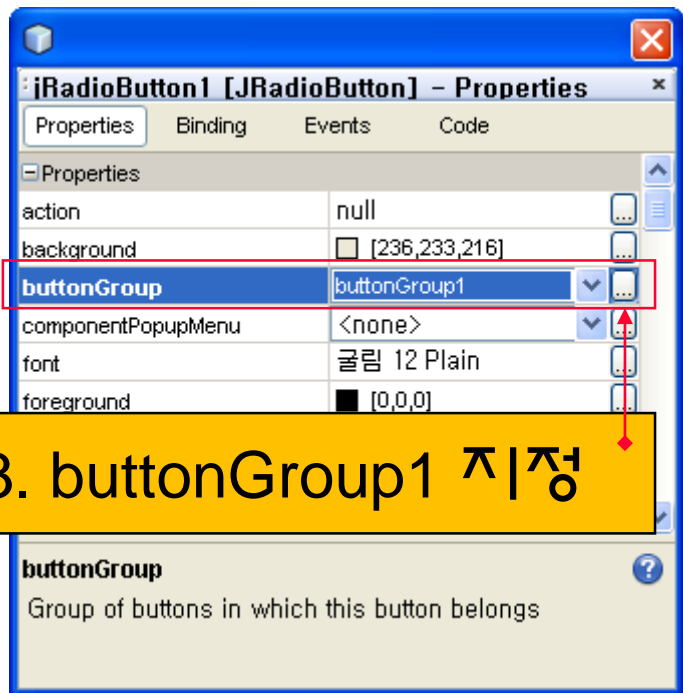 jRadioButton1 [JRadioButton] - Properties
Properties Binding Events Code
Properties
action null ...
background [236,233,216] ...
buttonGroup buttonGroup1 ...
componentPopupMenu <none> ...
font 굴림 12 Plain ...
foreground [0,0,0] ...
3. buttonGroup1 지정
buttonGroup
Group of buttons in which this button belongs